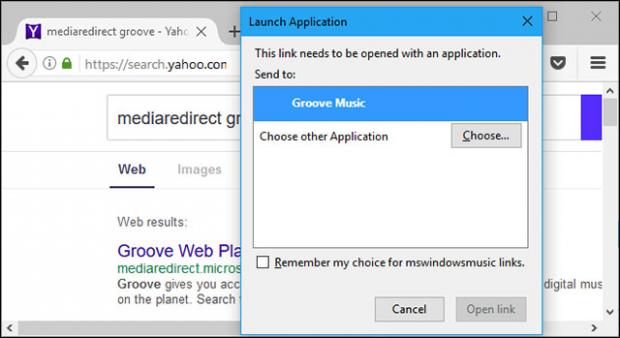 mediaredirect groove - Yah
https://search.yahoo.com
mediaredirect gr
Web
Images
Web results:
Groove Web Pla
mediaredirect.micros
Groove gives you acc
digital mus
on the planet. Search
Launch Application
This link needs to be opened with an application.
Send to:
Groove Music
Choose other Application
Choose...
Remember my choice for mswindowsmusic links.
Cancel
Open link